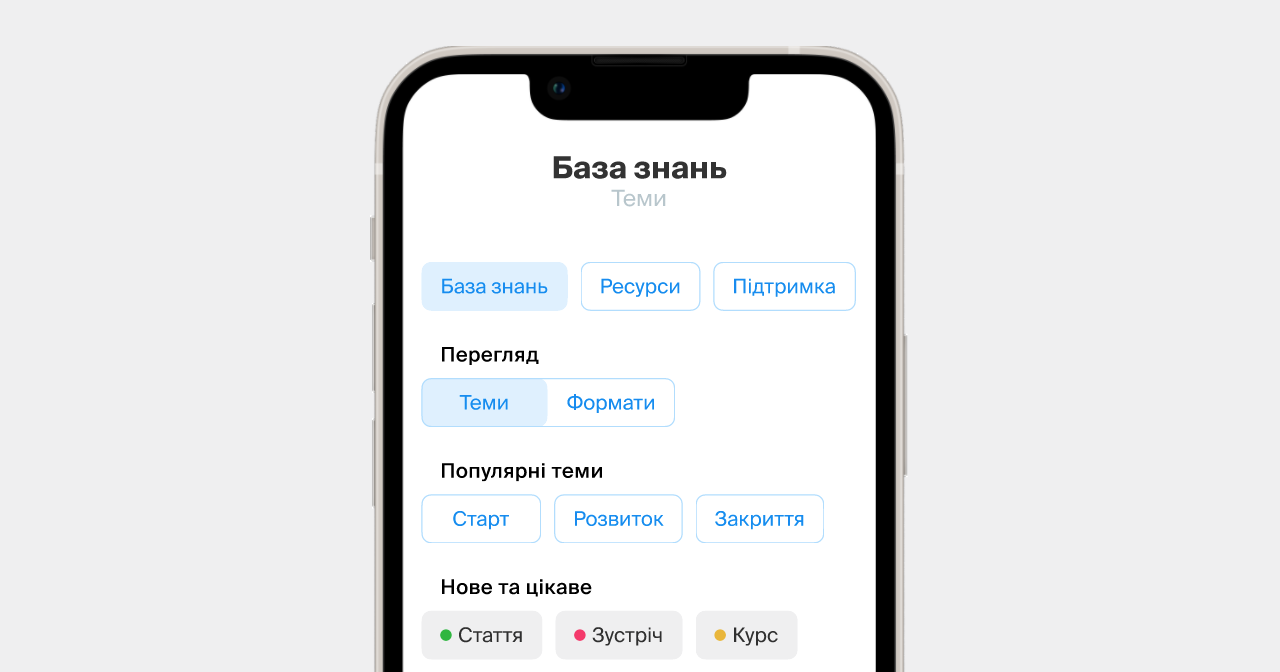 База знань
Теми
База знань Ресурси Підтримка
Перегляд
Теми Формати
Популярні теми
Старт Розвиток Закриття
Нове та цікаве
Стаття Зустріч Курс